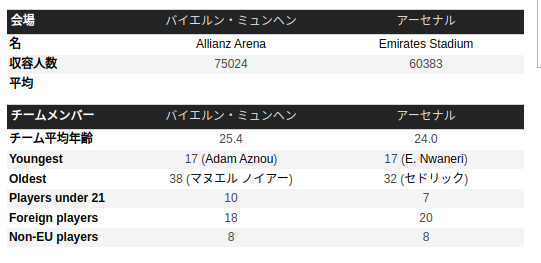 会場 バイエルン・ミュンヘン アーセナル
名 Allianz Arena Emirates Stadium
収容人数 75024 60383
平均
チームメンバー バイエルン・ミュンヘン アーセナル
チーム平均年齢 25.4 24.0
Youngest 17 (Adam Aznou) 17 (E. Nwaneri)
Oldest 38 (マヌエル ノイアー) 32 (セドリック)
Players under 21 10 7
Foreign players 18 20
Non-EU players 8 8